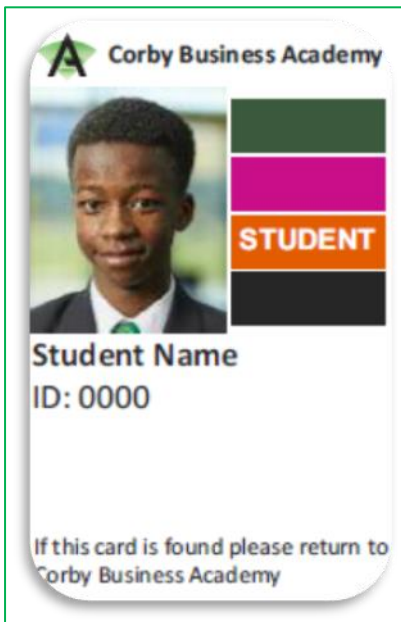 Corby Business Academy
STUDENT
Student Name
ID: 0000
If this card is found please return to
Corby Business Academy